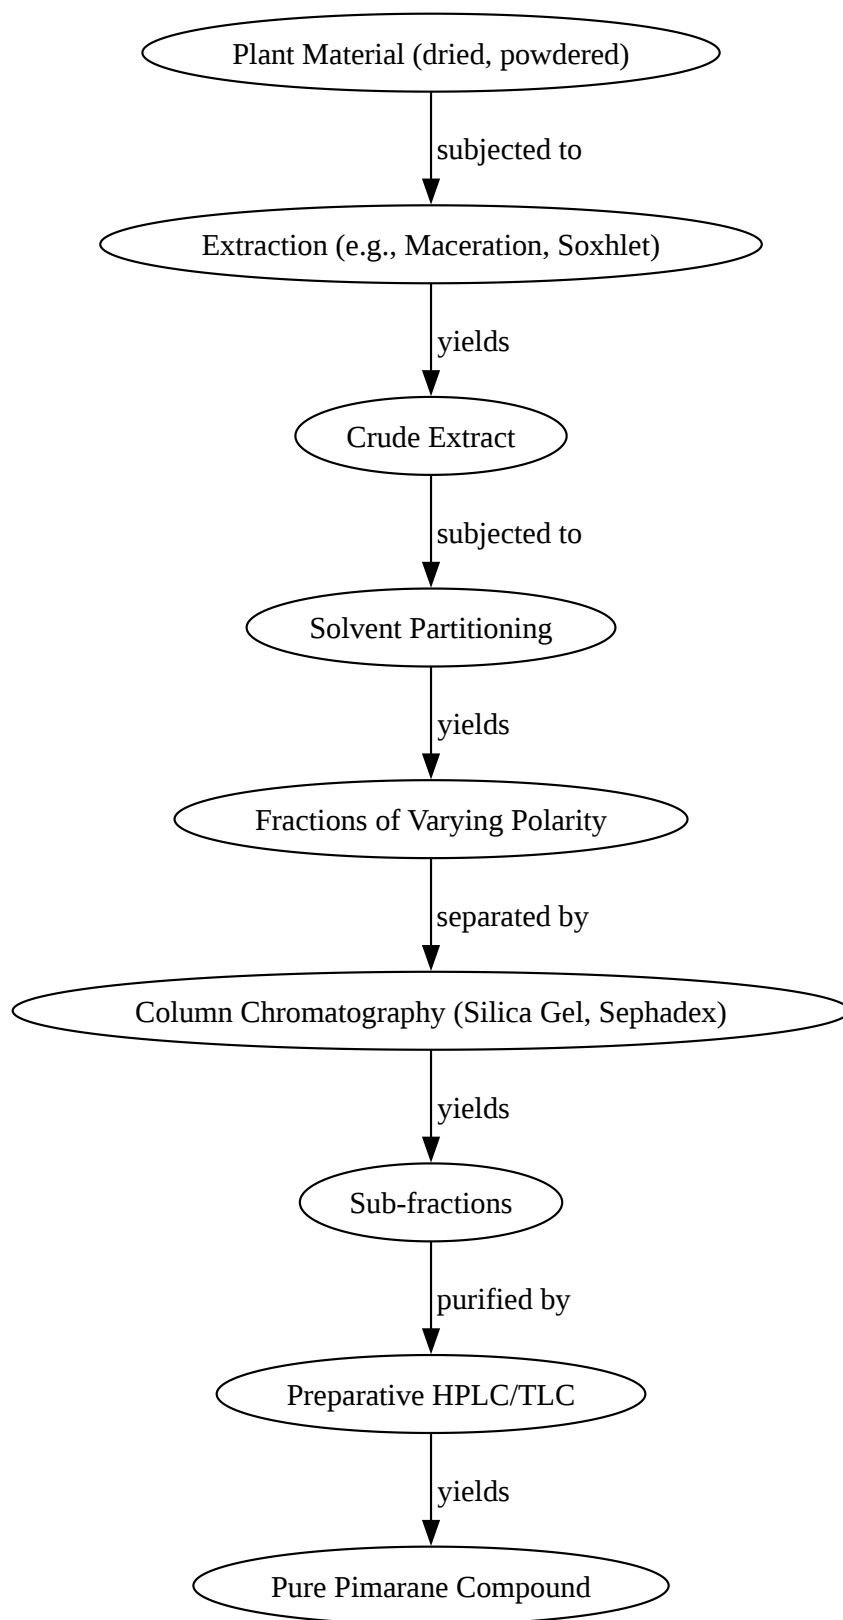 Plant Material (dried, powdered)
subjected to
Extraction (e.g., Maceration, Soxhlet)
yields
Crude Extract
subjected to
Solvent Partitioning
yields
Fractions of Varying Polarity
separated by
Column Chromatography (Silica Gel, Sephadex)
yields
Sub-fractions
purified by
Preparative HPLC/TLC
yields
Pure Pimarane Compound